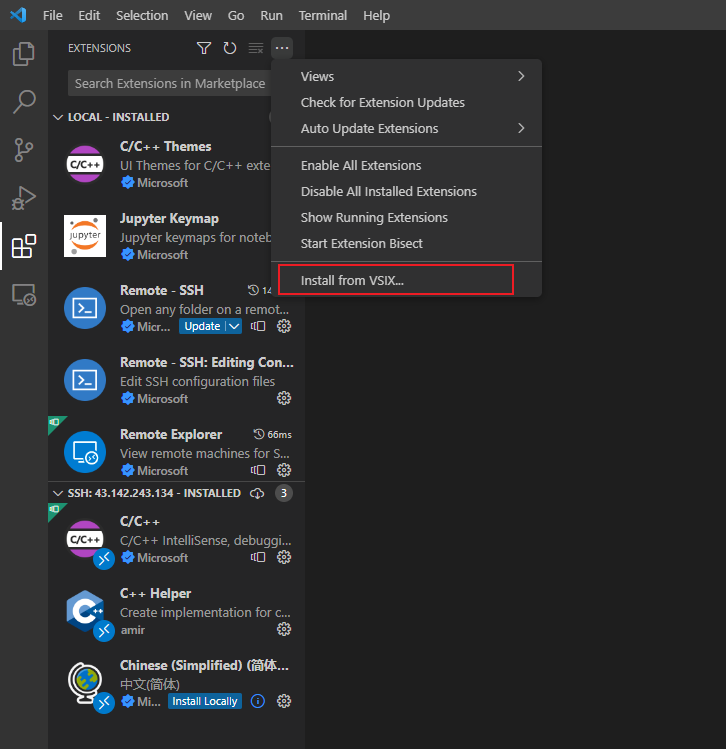 File Edit Selection View Go Run Terminal Help
EXTENSIONS
Search Extensions in Marketplace
Views
Check for Extension Updates
Auto Update Extensions
Enable All Extensions
Disable All Installed Extensions
Show Running Extensions
Start Extension Bisect
Install from VSIX...
LOCAL - INSTALLED
C/C++
C/C++ Themes
UI Themes for C/C++ exte
Microsoft
jupyter
Jupyter Keymap
Jupyter keymaps for noteb
Microsoft
Remote - SSH
14
Open any folder on a remot...
Micr...
Update
Remote - SSH: Editing Con...
Edit SSH configuration files
Microsoft
Remote Explorer
66ms
View remote machines for S...
Microsoft
SSH: 43.142.243.134 - INSTALLED
3
C/C++
C/C++
C/C++ IntelliSense, debuggi...
Microsoft
C++
C++ Helper
Create implementation for c...
amir
Chinese (Simplified) (简体...
中文(简体)
Mi...
Install Locally